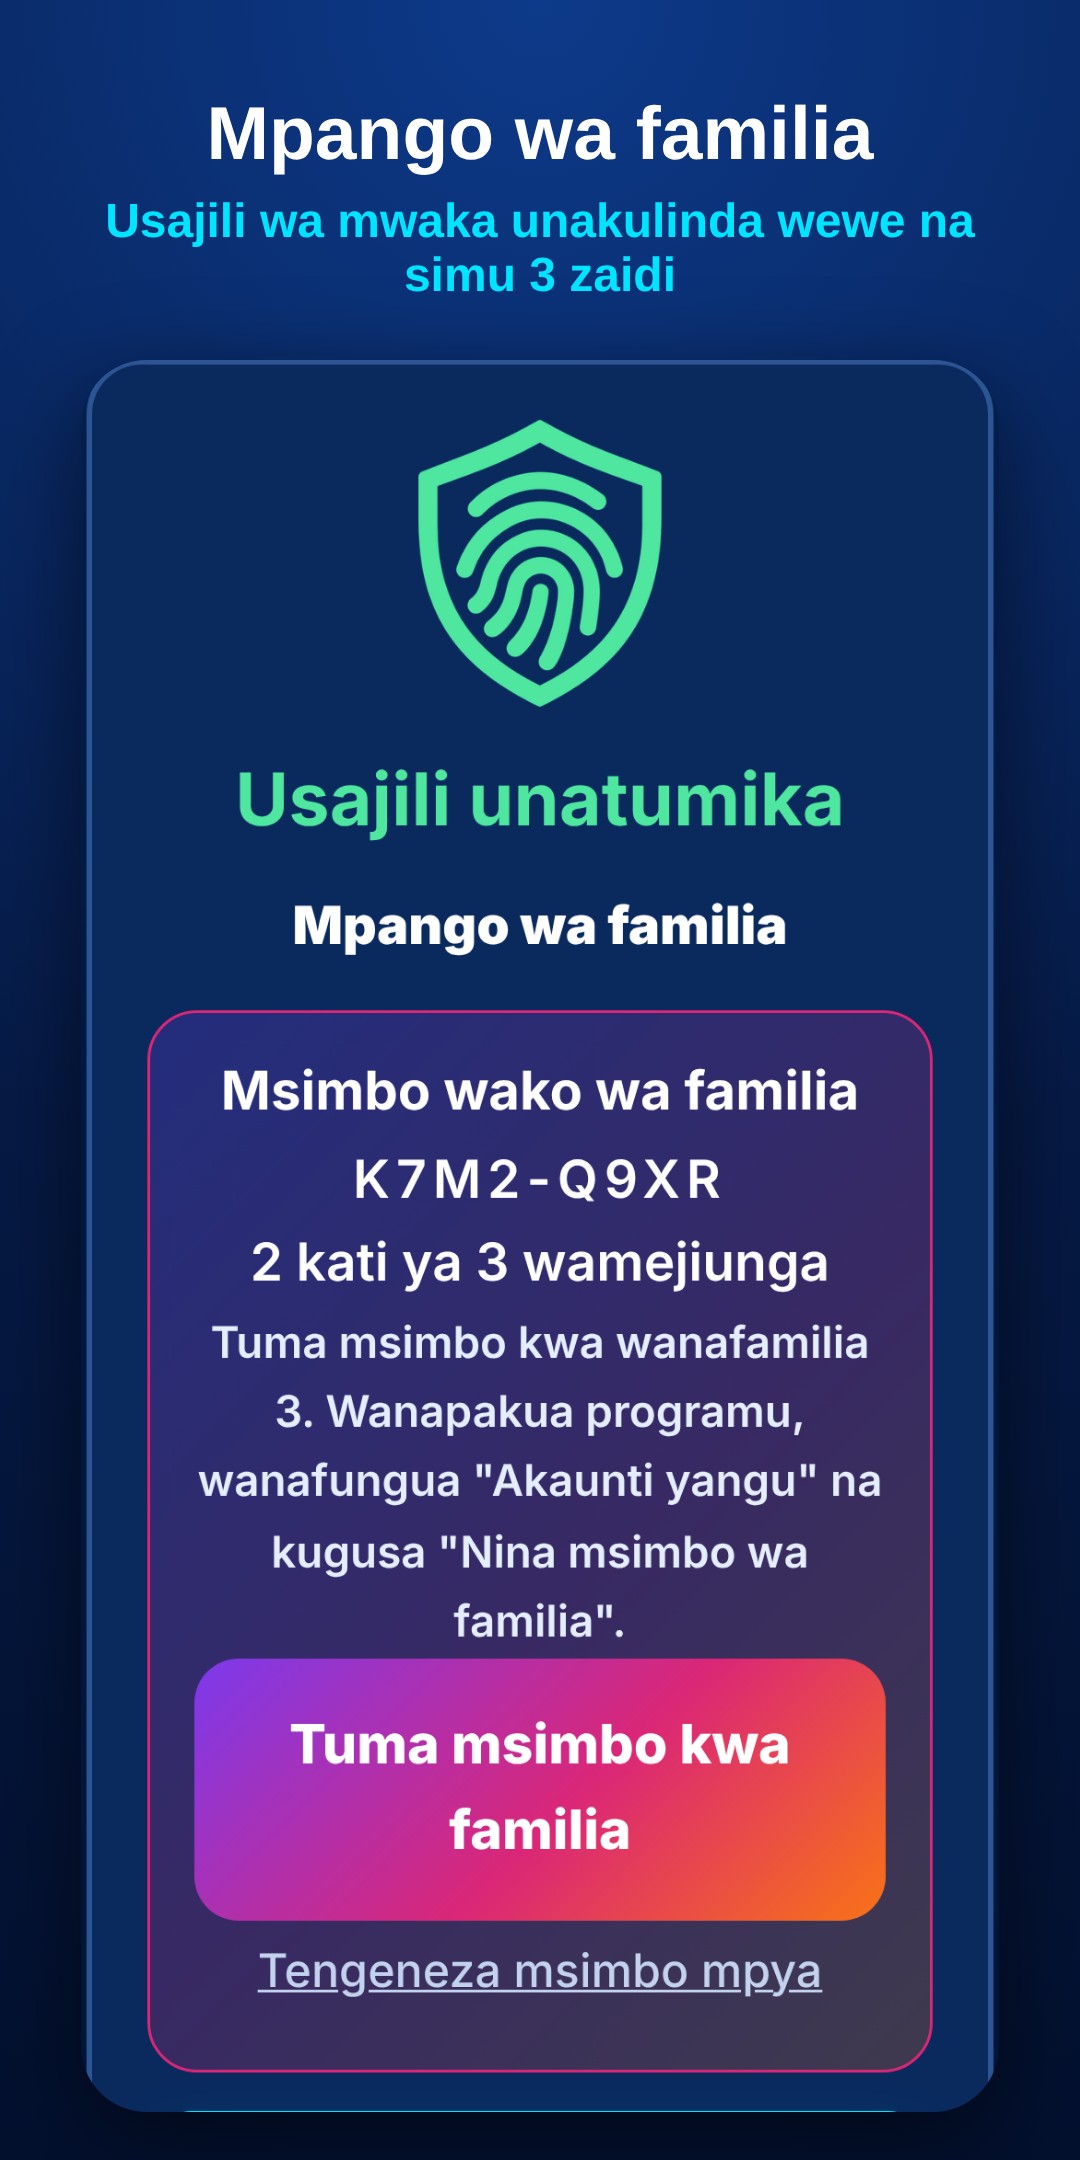 Mpango wa familia
Usajili wa mwaka unakulinda wewe na
simu 3 zaidi
Usajili unatumika
Mpango wa familia
Msimbo wako wa familia
K7M2-Q9XR
2 kati ya 3 wamejiunga
Tuma msimbo kwa wanafamilia
3. Wanapakua programu,
wanafungua "Akaunti yangu" na
kugusa "Nina msimbo wa
familia".
Tuma msimbo kwa
familia
Tengeneza msimbo mpya